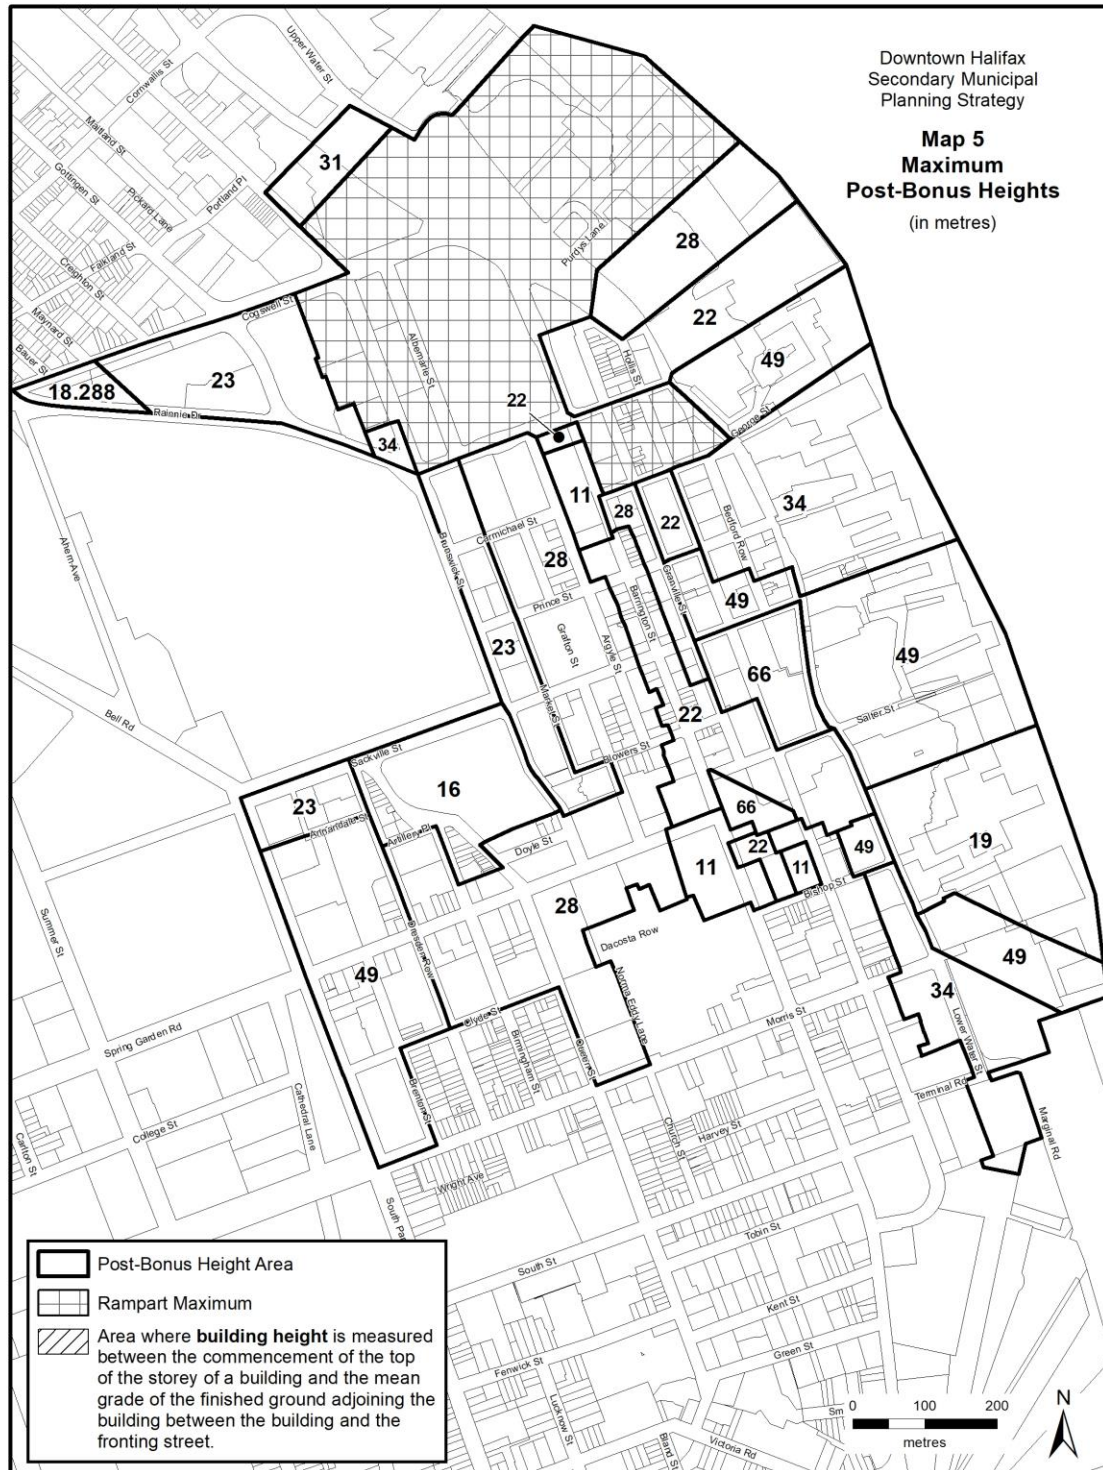 Downtown Halifax
Secondary Municipal
Planning Strategy
Map 5
Maximum
Post-Bonus Heights
(in metres)
Upper Water St
Cornwallis St
Maitland St
Gottingen St
Pickard Lane
Portland Pl
Falkland St
Creighton St
Maynard St
Bauer St
Cogswell St
31
Purdys Lane
28
22
49
Hollis St
George St
Albemarle St
18.288
23
Rainnie Dr
34
22
11
28
22
34
Bedford Row
Carmichael St
28
Brunswick St
Prince St
Grafton St
Argyle St
Barrington St
Granville St
49
23
66
49
Market St
22
Salter St
Blowers St
Ahern Ave
Bell Rd
Sackville St
16
23
Annandale St
Artillery Pl
Doyle St
66
22
11
11
49
Bishop St
19
28
Dacosta Row
49
34
Summer St
49
Dresden Row
Clyde St
Birmingham St
Queen St
Norma Eddy Lane
Morris St
Lower Water St
Spring Garden Rd
Cathedral Lane
Brenton St
College St
Carlton St
Wright Ave
Church St
Harvey St
Terminal Rd
Marginal Rd
South Par
Tobin St
South St
Kent St
Green St
Fenwick St
Lucknow St
Bland St
Victoria Rd
Sm
Post-Bonus Height Area
Rampart Maximum
Area where building height is measured
between the commencement of the top
of the storey of a building and the mean
grade of the finished ground adjoining the
building between the building and the
fronting street.
0 100 200
metres
N